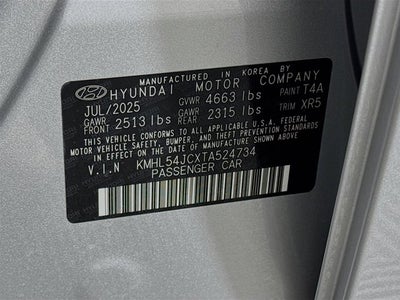 MANUFACTURED IN KOREA BY
HYUNDAI MOTOR COMPANY
JUL/2025 GVWR 4663 lbs PAINT T4A
GAWR FRONT 2513 lbs GAWR REAR 2315 lbs TRIM XR5
THIS VEHICLE CONFORMS TO ALL APPLICABLE U.S. FEDERAL
MOTOR VEHICLE SAFETY, BUMPER, AND THEFT PREVENTION STANDARDS
IN EFFECT ON THE DATE OF MANUFACTURE SHOWN ABOVE.
V.I.N KMHL54JCXTA524734
PASSENGER CAR